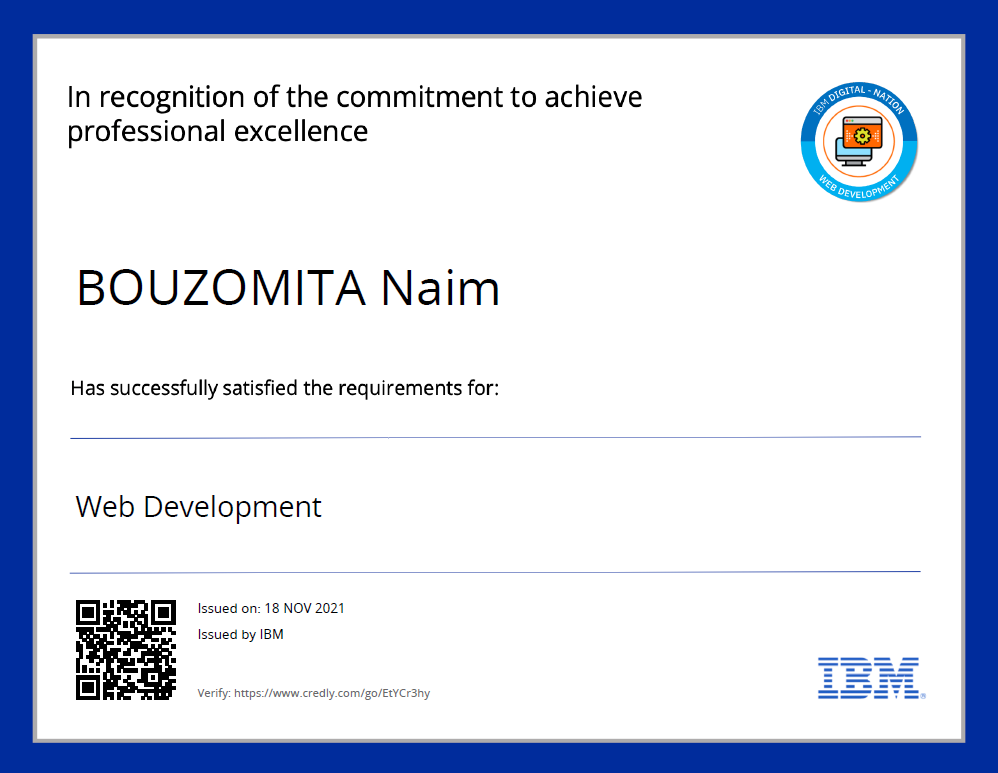 In recognition of the commitment to achieve
professional excellence
IBM DIGITAL - NATION
WEB DEVELOPMENT
BOUZOMITA Naim
Has successfully satisfied the requirements for:
Web Development
Issued on: 18 NOV 2021
Issued by IBM
Verify: https://www.credly.com/go/EtYCr3hy
IBM®